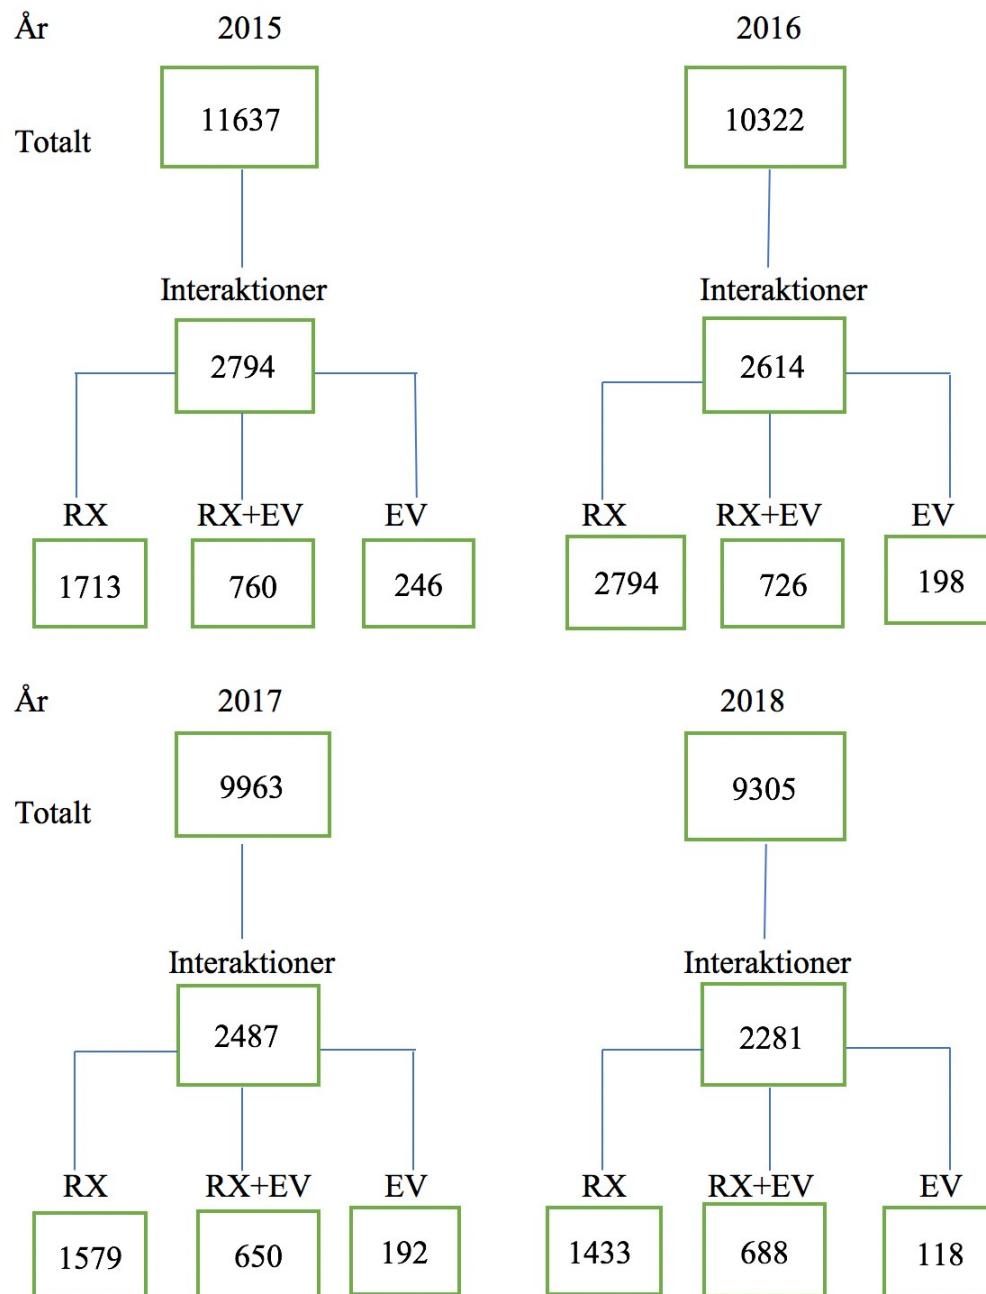 År 2015 2016
Totalt 11637 10322
Interaktioner Interaktioner
2794 2614
RX RX+EV EV RX RX+EV EV
1713 760 246 2794 726 198
År 2017 2018
Totalt 9963 9305
Interaktioner Interaktioner
2487 2281
RX RX+EV EV RX RX+EV EV
1579 650 192 1433 688 118